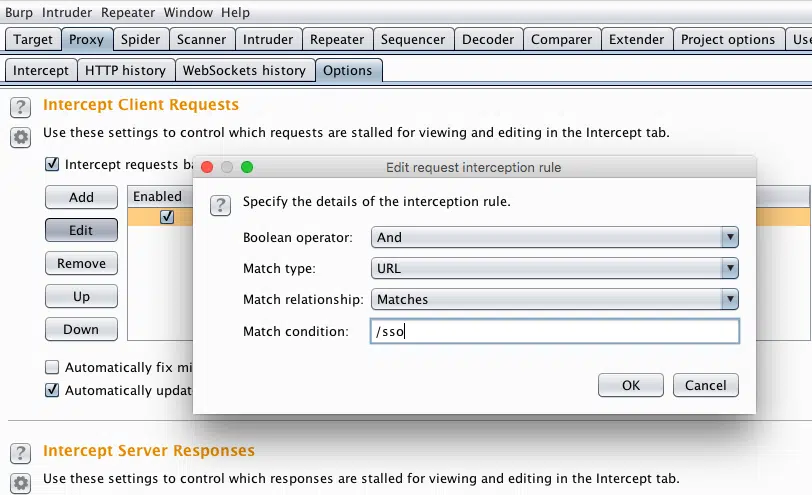 Burp Intruder Repeater Window Help
Target Proxy Spider Scanner Intruder Repeater Sequencer Decoder Comparer Extender Project options Use
Intercept HTTP history WebSockets history Options
? Intercept Client Requests
Use these settings to control which requests are stalled for viewing and editing in the Intercept tab.
Intercept requests ba
Edit request interception rule
Add Enabled
Edit
Remove
Up
Down
? Specify the details of the interception rule.
Boolean operator: And
Match type: URL
Match relationship: Matches
Match condition: /sso
OK Cancel
Automatically fix mi
Automatically updat
? Intercept Server Responses
Use these settings to control which responses are stalled for viewing and editing in the Intercept tab.